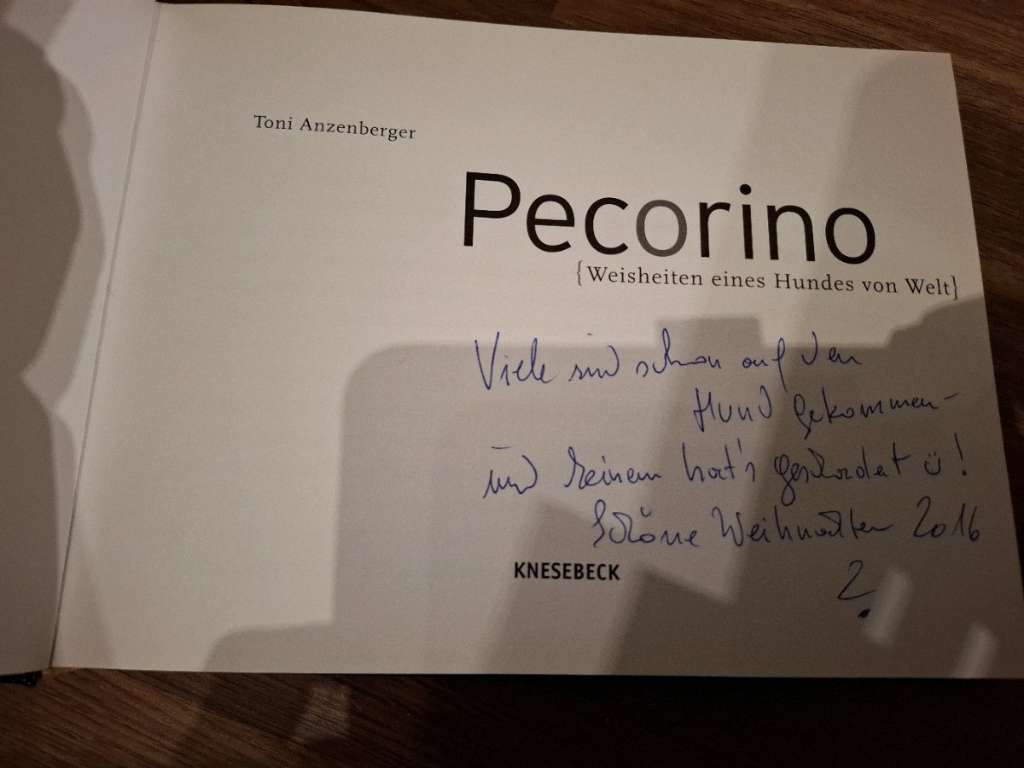 Toni Anzenberger
Pecorino
{Weisheiten eines Hundes von Welt}
Viele sind schon auf den
Hund gekommen -
und keinem hat's geschadet ü!
Schöne Weihnachten 2016
2.
KNESEBECK